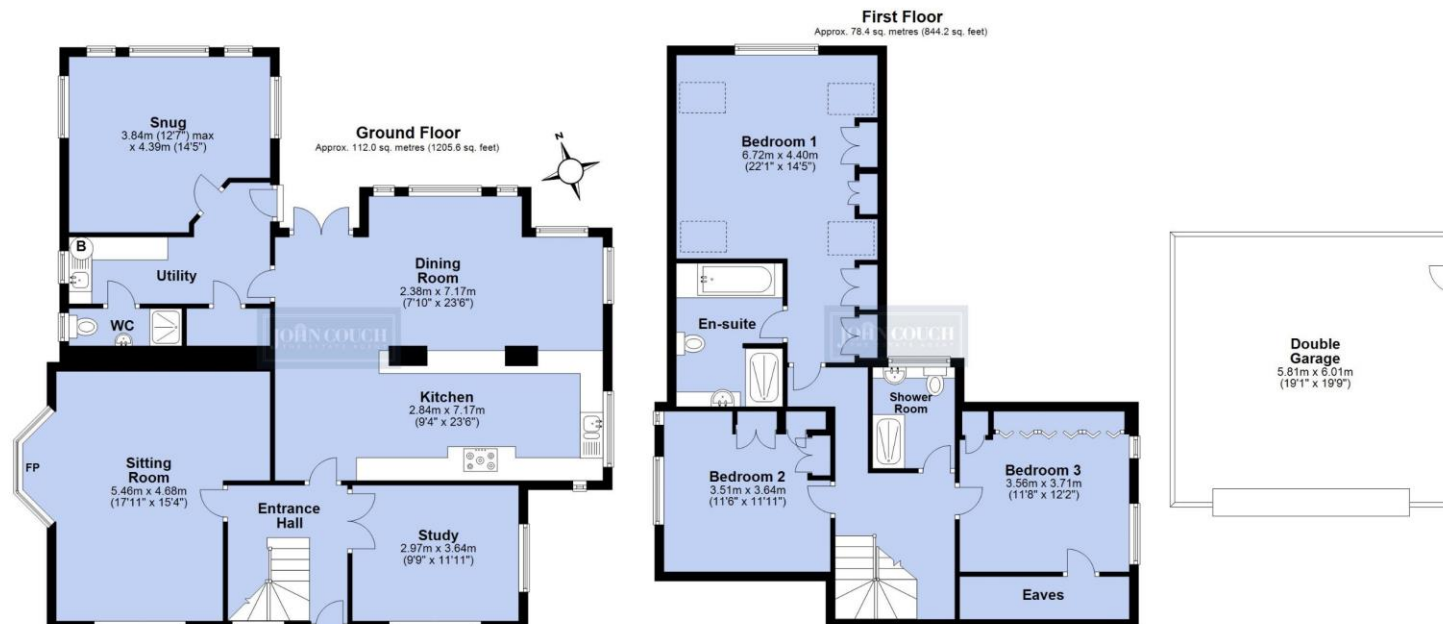 First Floor
Approx. 78.4 sq. metres (844.2 sq. feet)
Ground Floor
Approx. 112.0 sq. metres (1205.6 sq. feet)
N
Snug
3.84m (12'7") max
x 4.39m (14'5")
B
Utility
WC
Dining
Room
2.38m x 7.17m
(7'10" x 23'6")
JOHN COUCH
Kitchen
2.84m x 7.17m
(9'4" x 23'6")
FP
Sitting
Room
5.46m x 4.68m
(17'11" x 15'4")
Entrance
Hall
Study
2.97m x 3.64m
(9'9" x 11'11")
Bedroom 1
6.72m x 4.40m
(22'1" x 14'5")
En-suite
JOHN COUCH
Shower
Room
Bedroom 2
3.51m x 3.64m
(11'6" x 11'11")
Bedroom 3
3.56m x 3.71m
(11'8" x 12'2")
Eaves
Double
Garage
5.81m x 6.01m
(19'1" x 19'9")